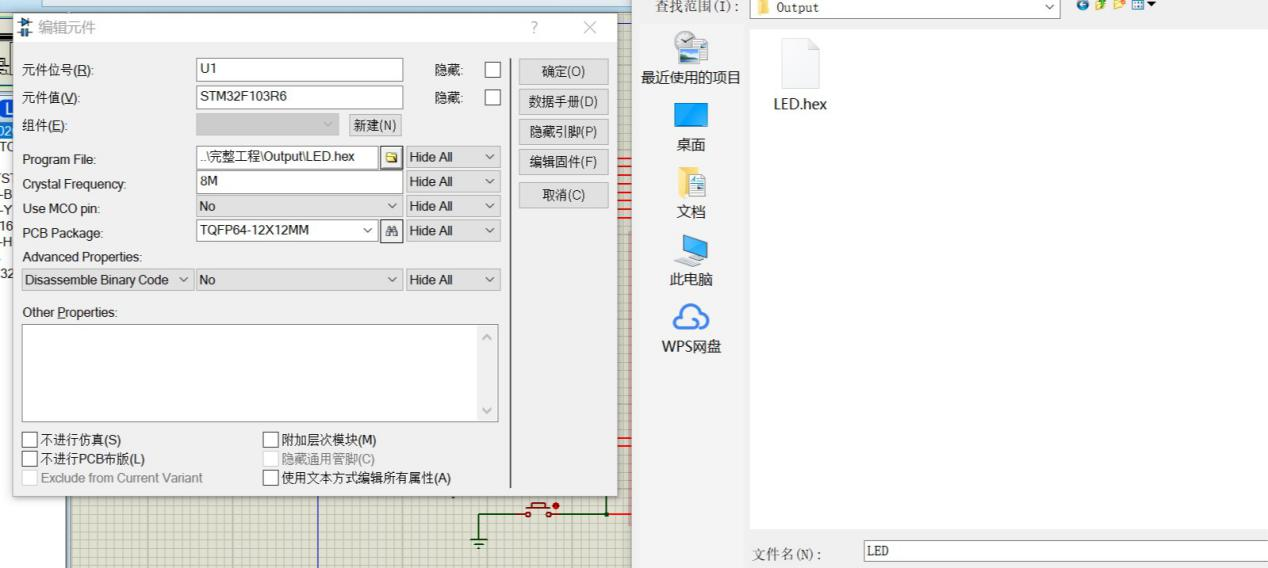 编辑元件
元件位号(R): U1 隐藏: 确定(O)
元件值(V): STM32F103R6 隐藏: 数据手册(D)
组件(E): 新建(N) 隐藏引脚(P)
Program File: ..\完整工程\Output\LED.hex Hide All 编辑固件(F)
Crystal Frequency: 8M Hide All
Use MCO pin: No Hide All 取消(C)
PCB Package: TQFP64-12X12MM Hide All
Advanced Properties:
Disassemble Binary Code No Hide All
Other Properties:
不进行仿真(S) 附加层次模块(M)
不进行PCB布版(L) 隐藏通用管脚(C)
Exclude from Current Variant 使用文本方式编辑所有属性(A)
查找范围(I): Output
最近使用的项目
LED.hex
桌面
文档
此电脑
WPS网盘
文件名(N): LED